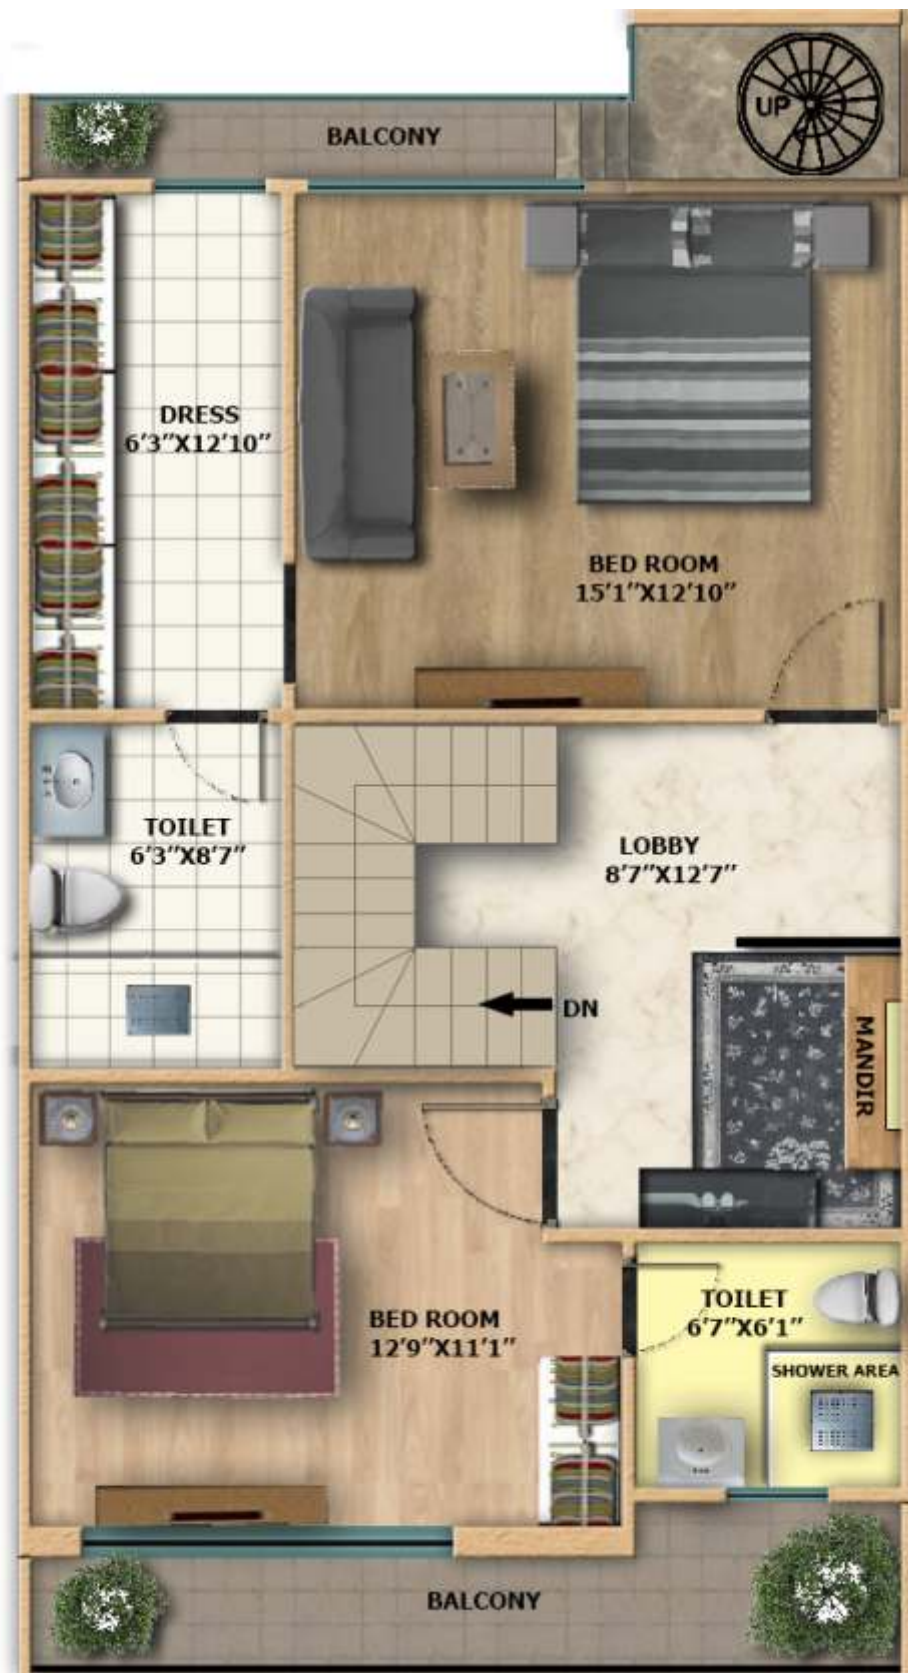 UP
BALCONY
DRESS
6'3"X12'10"
BED ROOM
15'1"X12'10"
TOILET
6'3"X8'7"
LOBBY
8'7"X12'7"
DN
MANDIR
BED ROOM
12'9"X11'1"
TOILET
6'7"X6'1"
SHOWER AREA
BALCONY